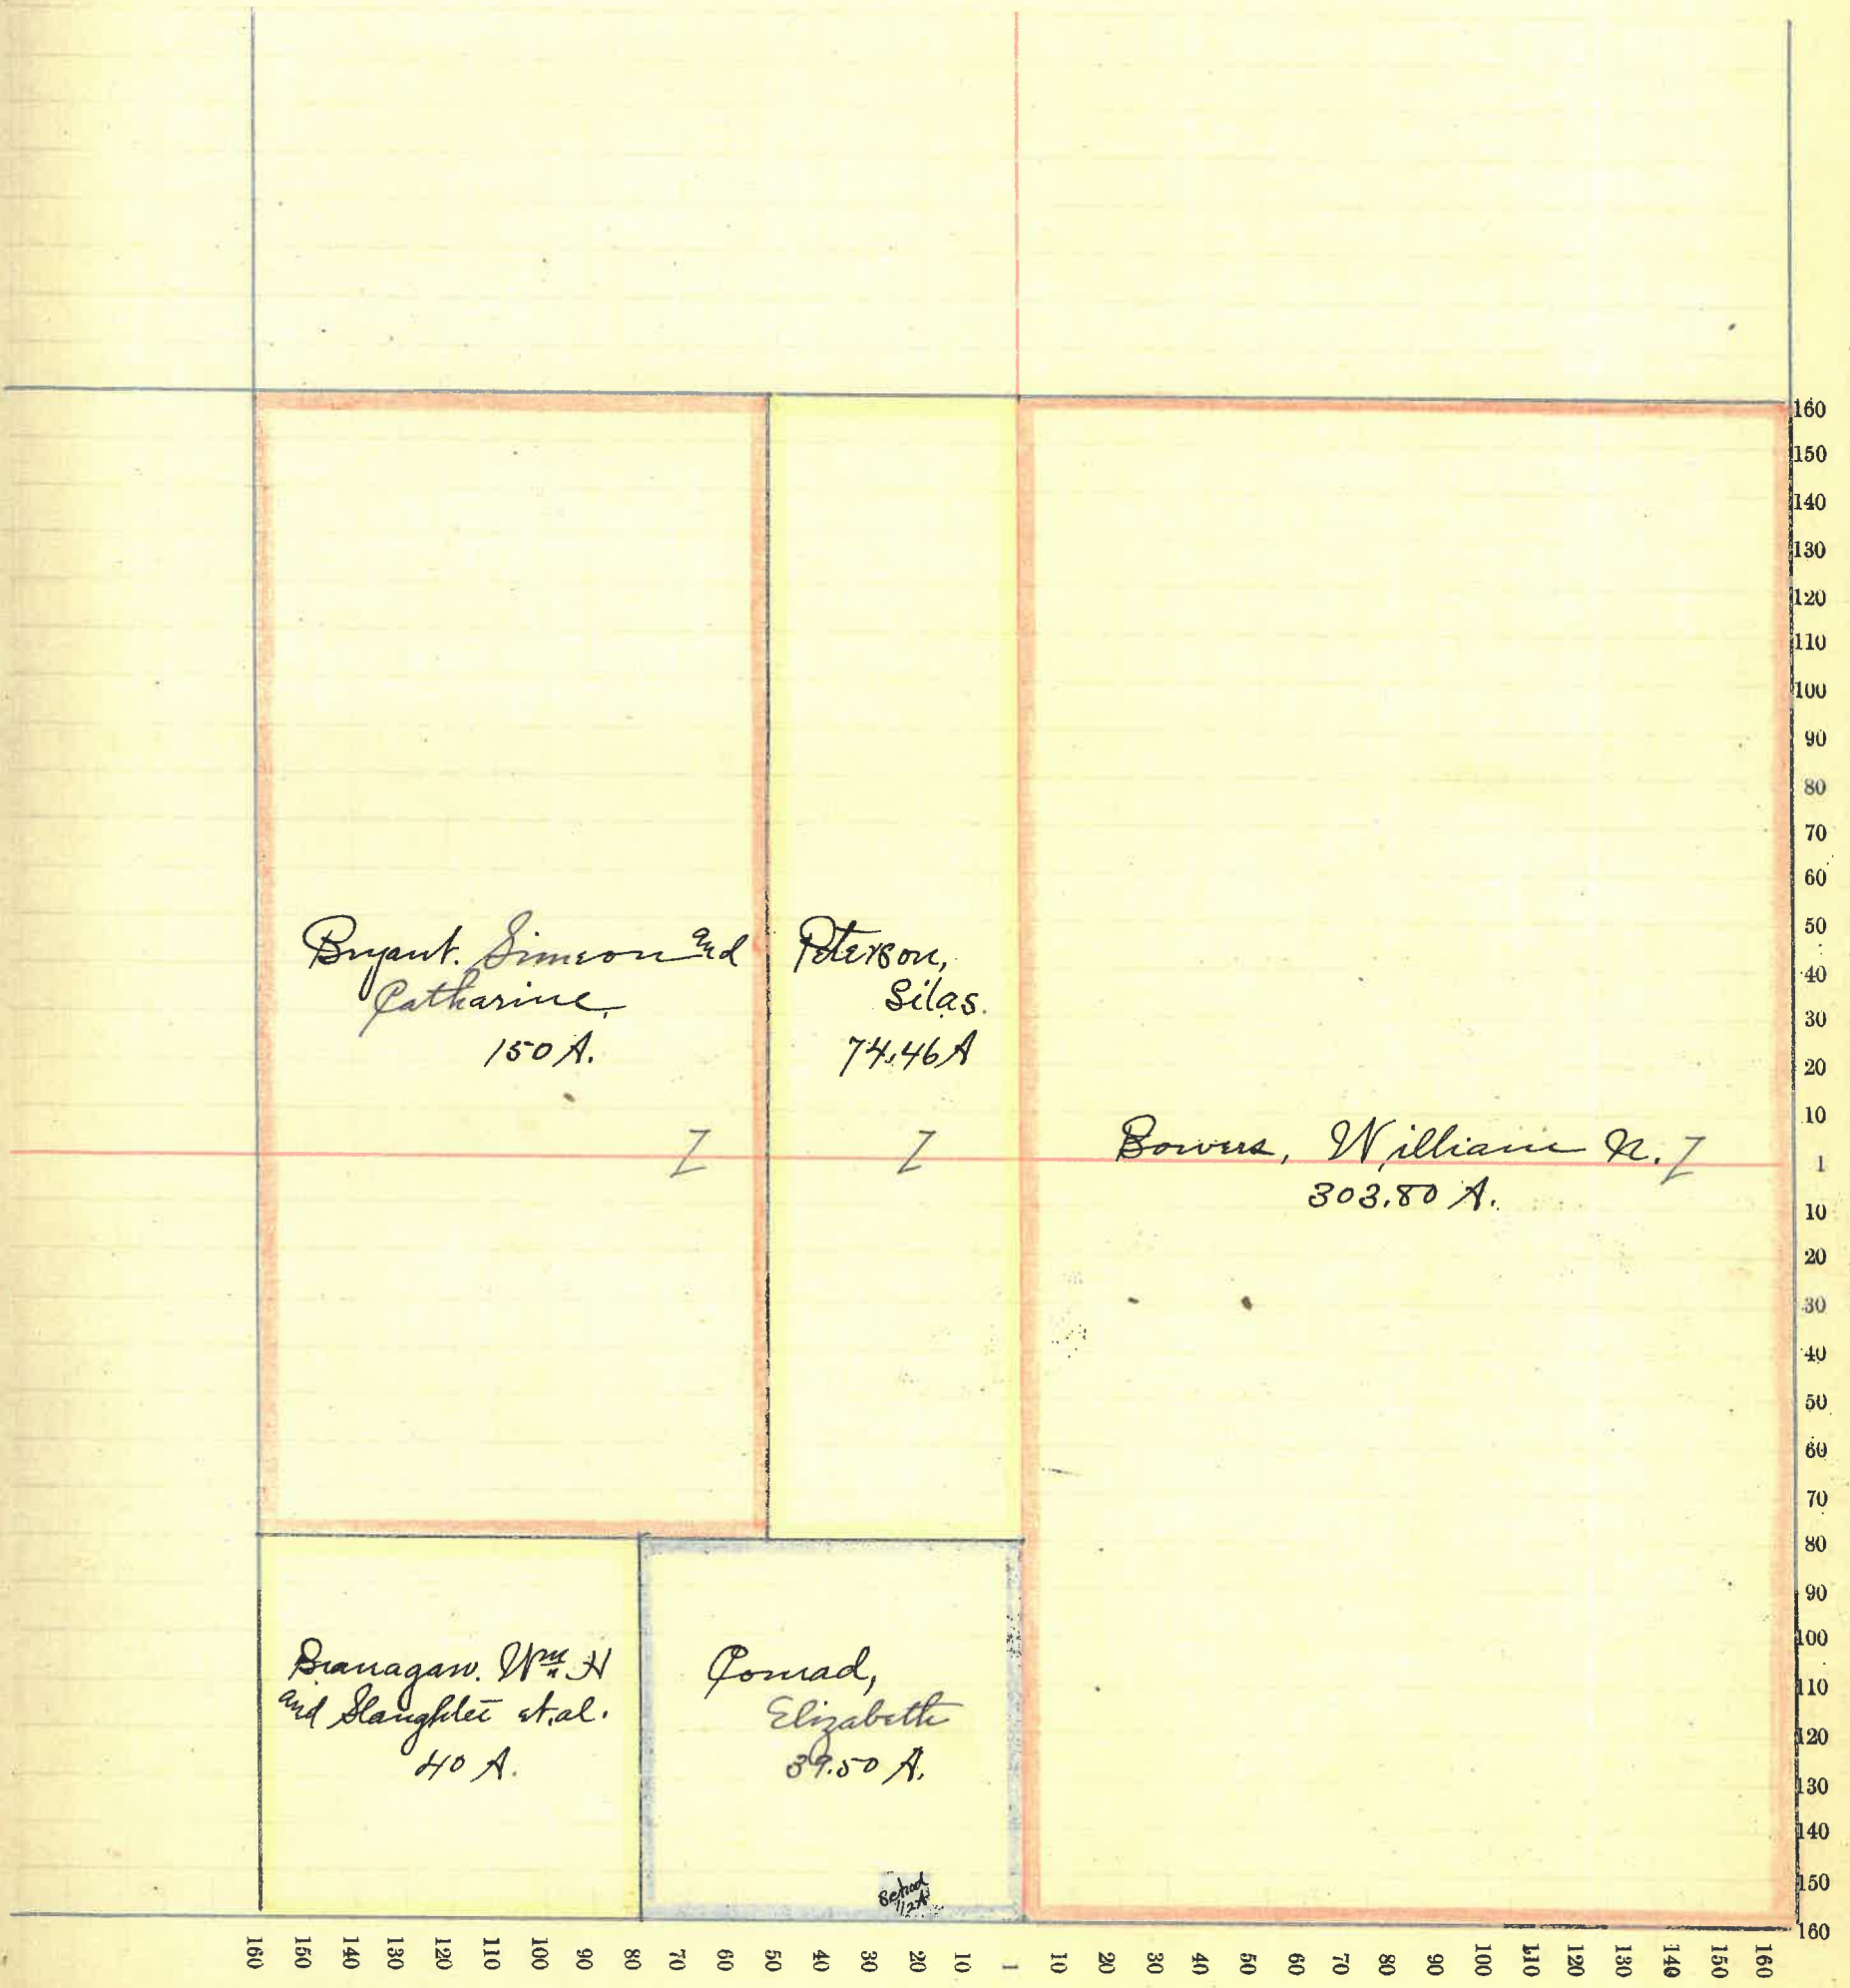 Bryant. Simeon and
Catharine.
150 A.
Z
Peterson,
Silas.
74.46 A
Z
Bowers, William N. Z
303.80 A.
Branagan. Wm. H
and Slaughter et.al.
40 A.
Conrad,
Elizabeth
39.50 A.
School
1/2 A
160
150
140
130
120
110
100
90
80
70
60
50
40
30
20
10
1
10
20
30
40
50
60
70
80
90
100
110
120
130
140
150
160
160 150 140 130 120 110 100 90 80 70 60 50 40 30 20 10 1 10 20 30 40 50 60 70 80 90 100 110 120 130 140 150 160